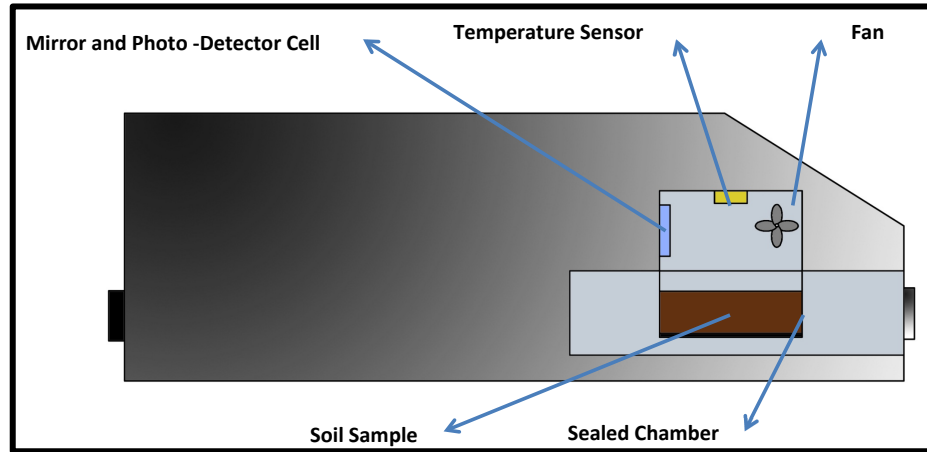 Mirror and Photo -Detector Cell
Temperature Sensor
Fan
Soil Sample
Sealed Chamber